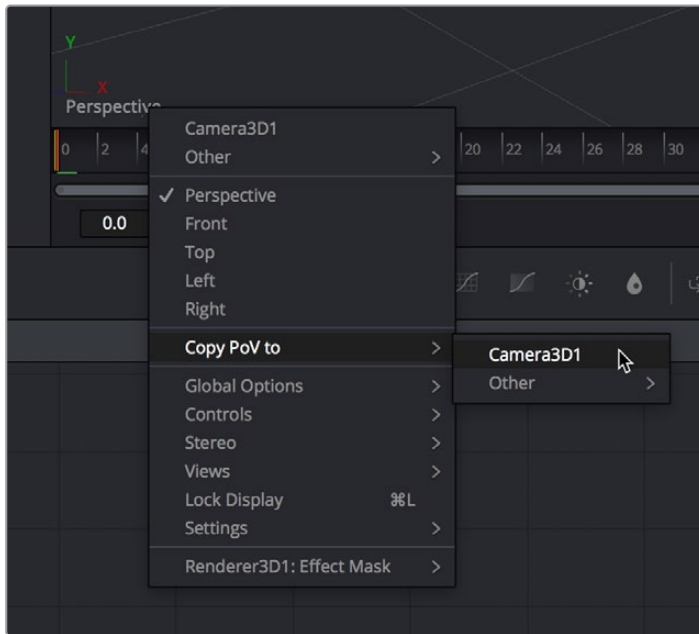 Y
X
Perspective
Camera3D1
Other
0 2 4 20 22 24 26 28 30
Perspective
0.0
Front
Top
Left
Right
Copy PoV to
Camera3D1
Other
Global Options
Controls
Stereo
Views
Lock Display ⌘L
Settings
Renderer3D1: Effect Mask